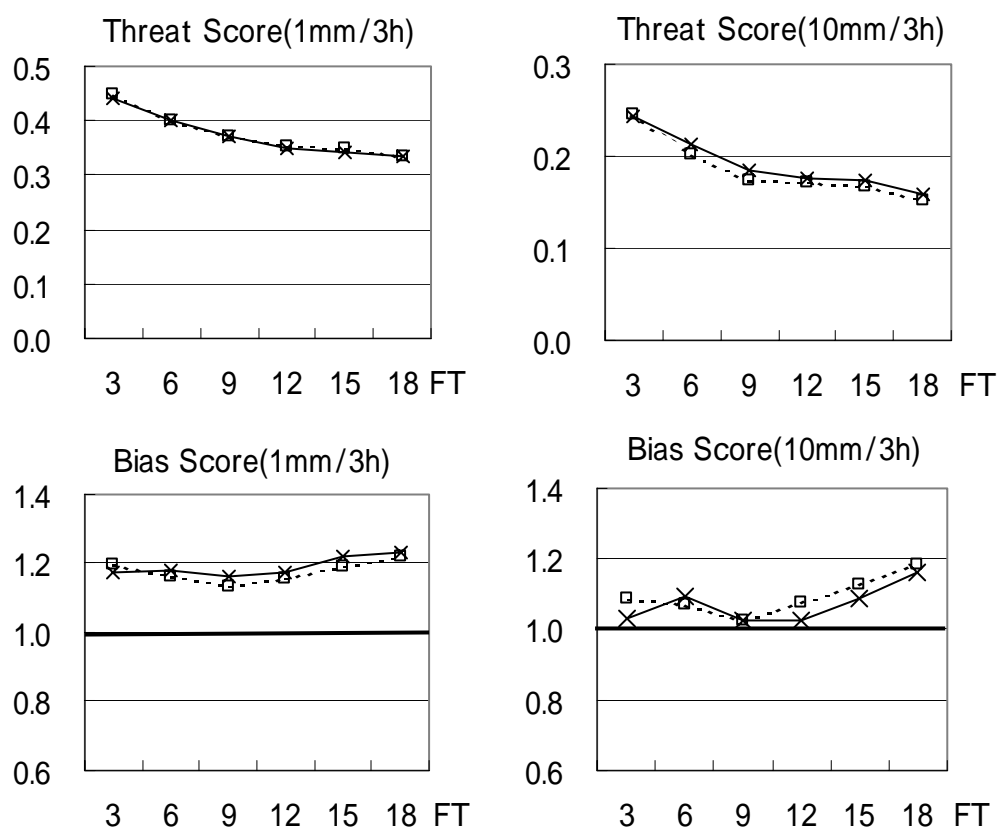 Threat Score(1mm/3h)
0.5
0.4
0.3
0.2
0.1
0.0
3 6 9 12 15 18 FT
Threat Score(10mm/3h)
0.3
0.2
0.1
0.0
3 6 9 12 15 18 FT
Bias Score(1mm/3h)
1.4
1.2
1.0
0.8
0.6
3 6 9 12 15 18 FT
Bias Score(10mm/3h)
1.4
1.2
1.0
0.8
0.6
3 6 9 12 15 18 FT